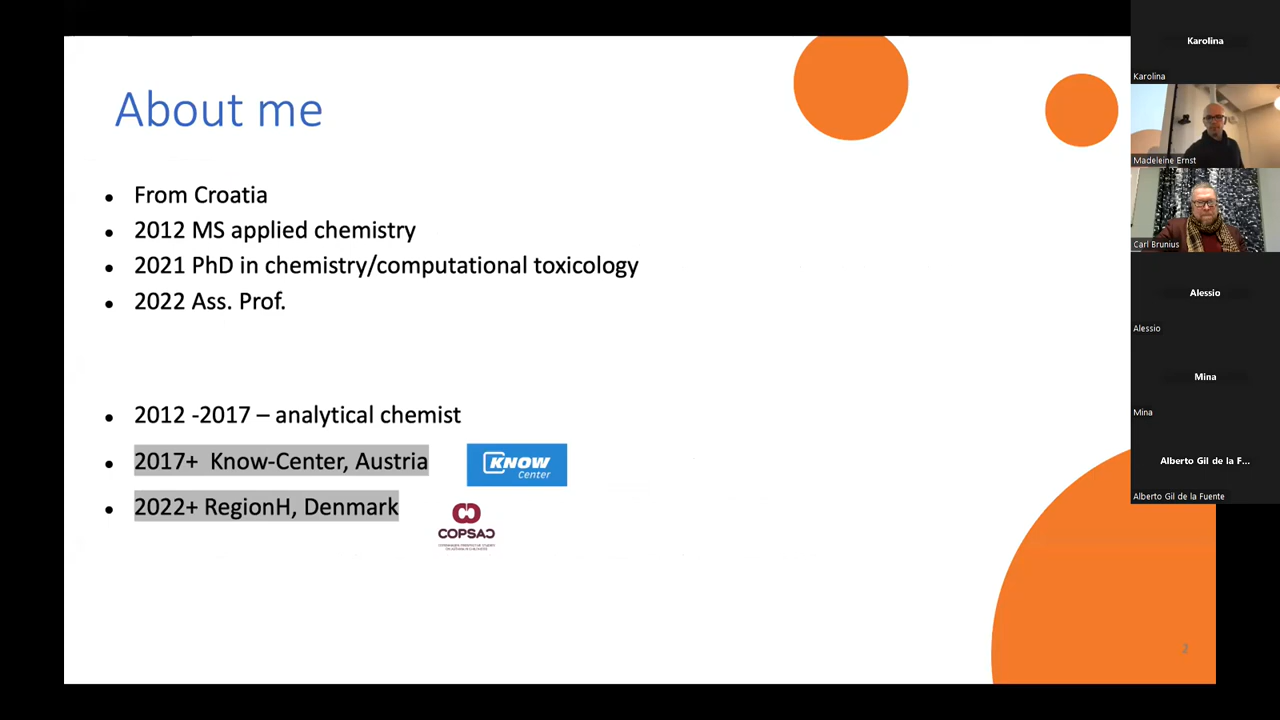 About me
From Croatia
2012 MS applied chemistry
2021 PhD in chemistry/computational toxicology
2022 Ass. Prof.
2012 -2017 – analytical chemist
2017+ Know-Center, Austria
KNOW
Center
2022+ RegionH, Denmark
COPSAC
2
Karolina
Karolina
Madeleine Ernst
Carl Brunius
Alessio
Alessio
Mina
Mina
Alberto Gil de la F...
Alberto Gil de la Fuente